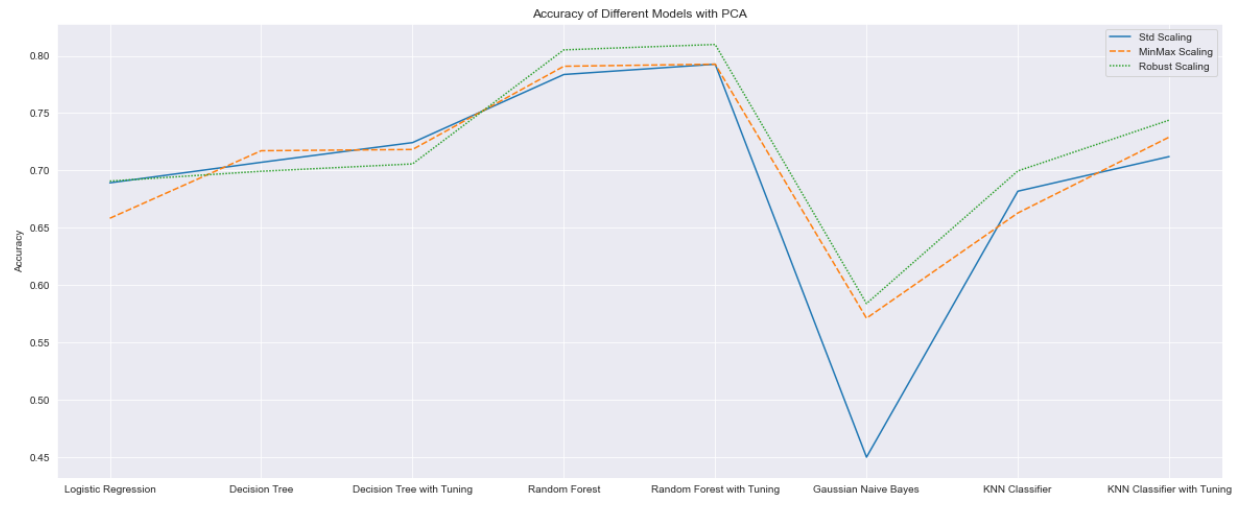 Accuracy of Different Models with PCA
Std Scaling
MinMax Scaling
Robust Scaling
Accuracy
0.80
0.75
0.70
0.65
0.60
0.55
0.50
0.45
Logistic Regression
Decision Tree
Decision Tree with Tuning
Random Forest
Random Forest with Tuning
Gaussian Naive Bayes
KNN Classifier
KNN Classifier with Tuning